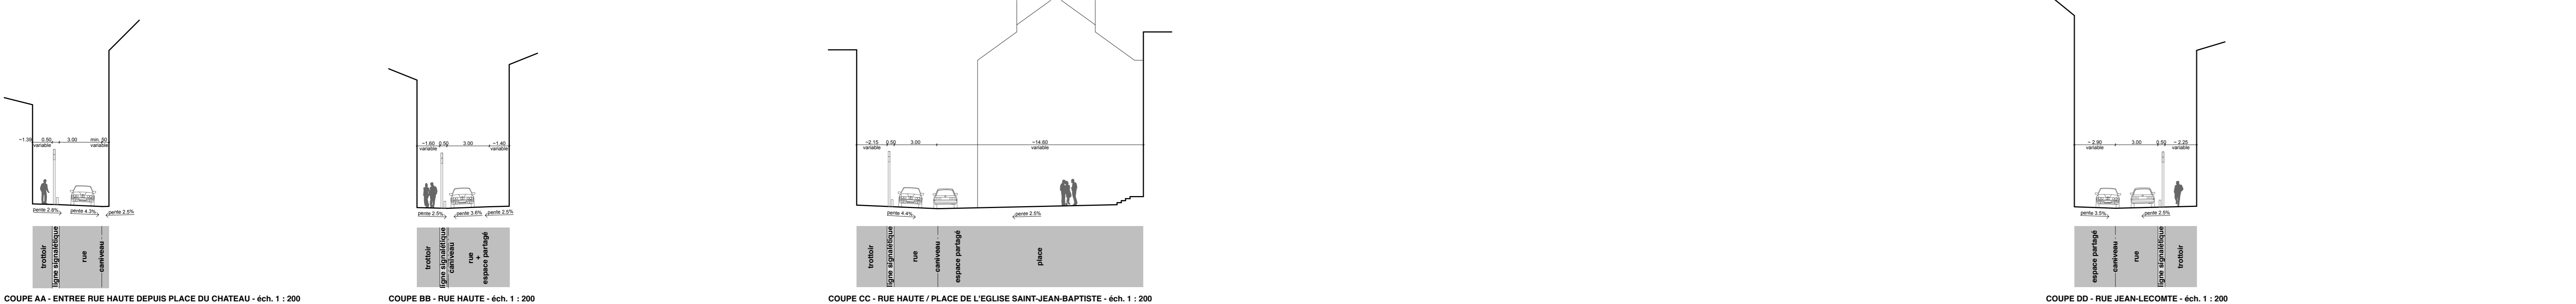 ~1.39 0.50 3.00 min. 50
variable variable
pente 2.8% pente 4.3% pente 2.5%
trottoir
ligne signalétique
rue
caniveau
COUPE AA - ENTREE RUE HAUTE DEPUIS PLACE DU CHATEAU - éch. 1 : 200
~1.60 0.50 3.00 ~1.40
variable variable
pente 2.5% pente 3.6% pente 2.5%
trottoir
ligne signalétique
caniveau
rue
+
espace partagé
COUPE BB - RUE HAUTE - éch. 1 : 200
~2.15 0.50 3.00 ~14.60
variable variable
pente 4.4% pente 2.5%
trottoir
ligne signalétique
rue
caniveau
espace partagé
place
COUPE CC - RUE HAUTE / PLACE DE L'EGLISE SAINT-JEAN-BAPTISTE - éch. 1 : 200
~ 2.90 3.00 0.50 ~ 2.25
variable variable
pente 3.5% pente 2.5%
espace partagé
caniveau
rue
ligne signalétique
trottoir
COUPE DD - RUE JEAN-LECOMTE - éch. 1 : 200